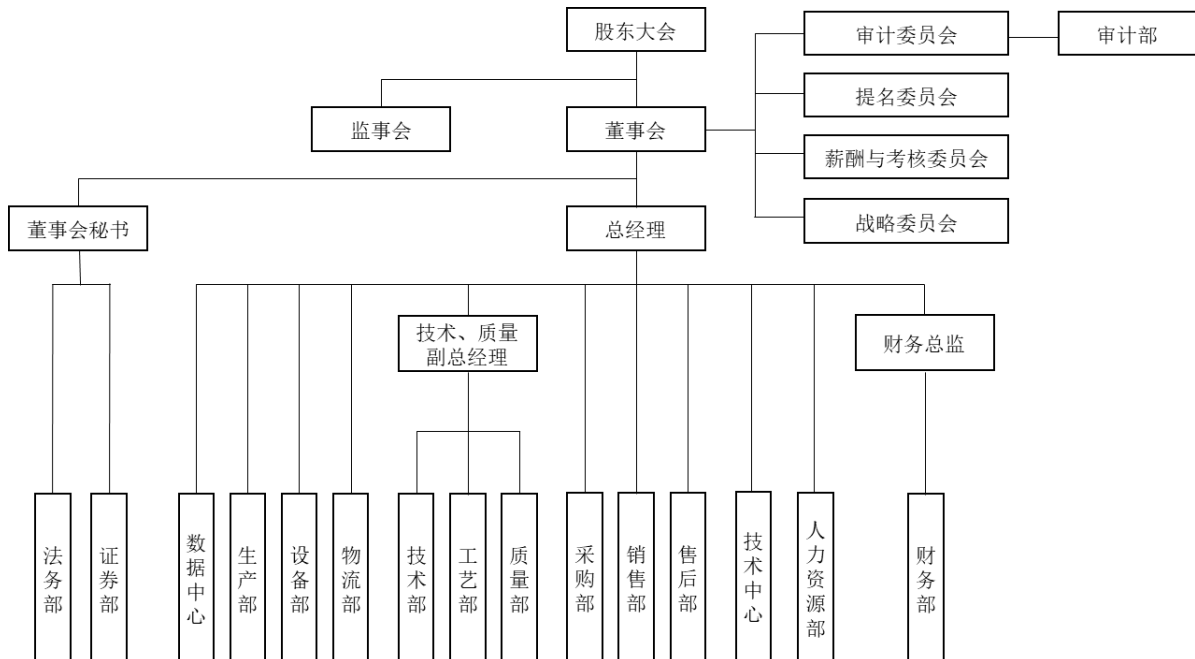 股东大会
审计委员会
审计部
提名委员会
监事会
董事会
薪酬与考核委员会
董事会秘书
总经理
战略委员会
技术、质量
副总经理
财务总监
法务部
证券部
数据中心
生产部
设备部
物流部
技术部
工艺部
质量部
采购部
销售部
售后部
技术中心
人力资源部
财务部